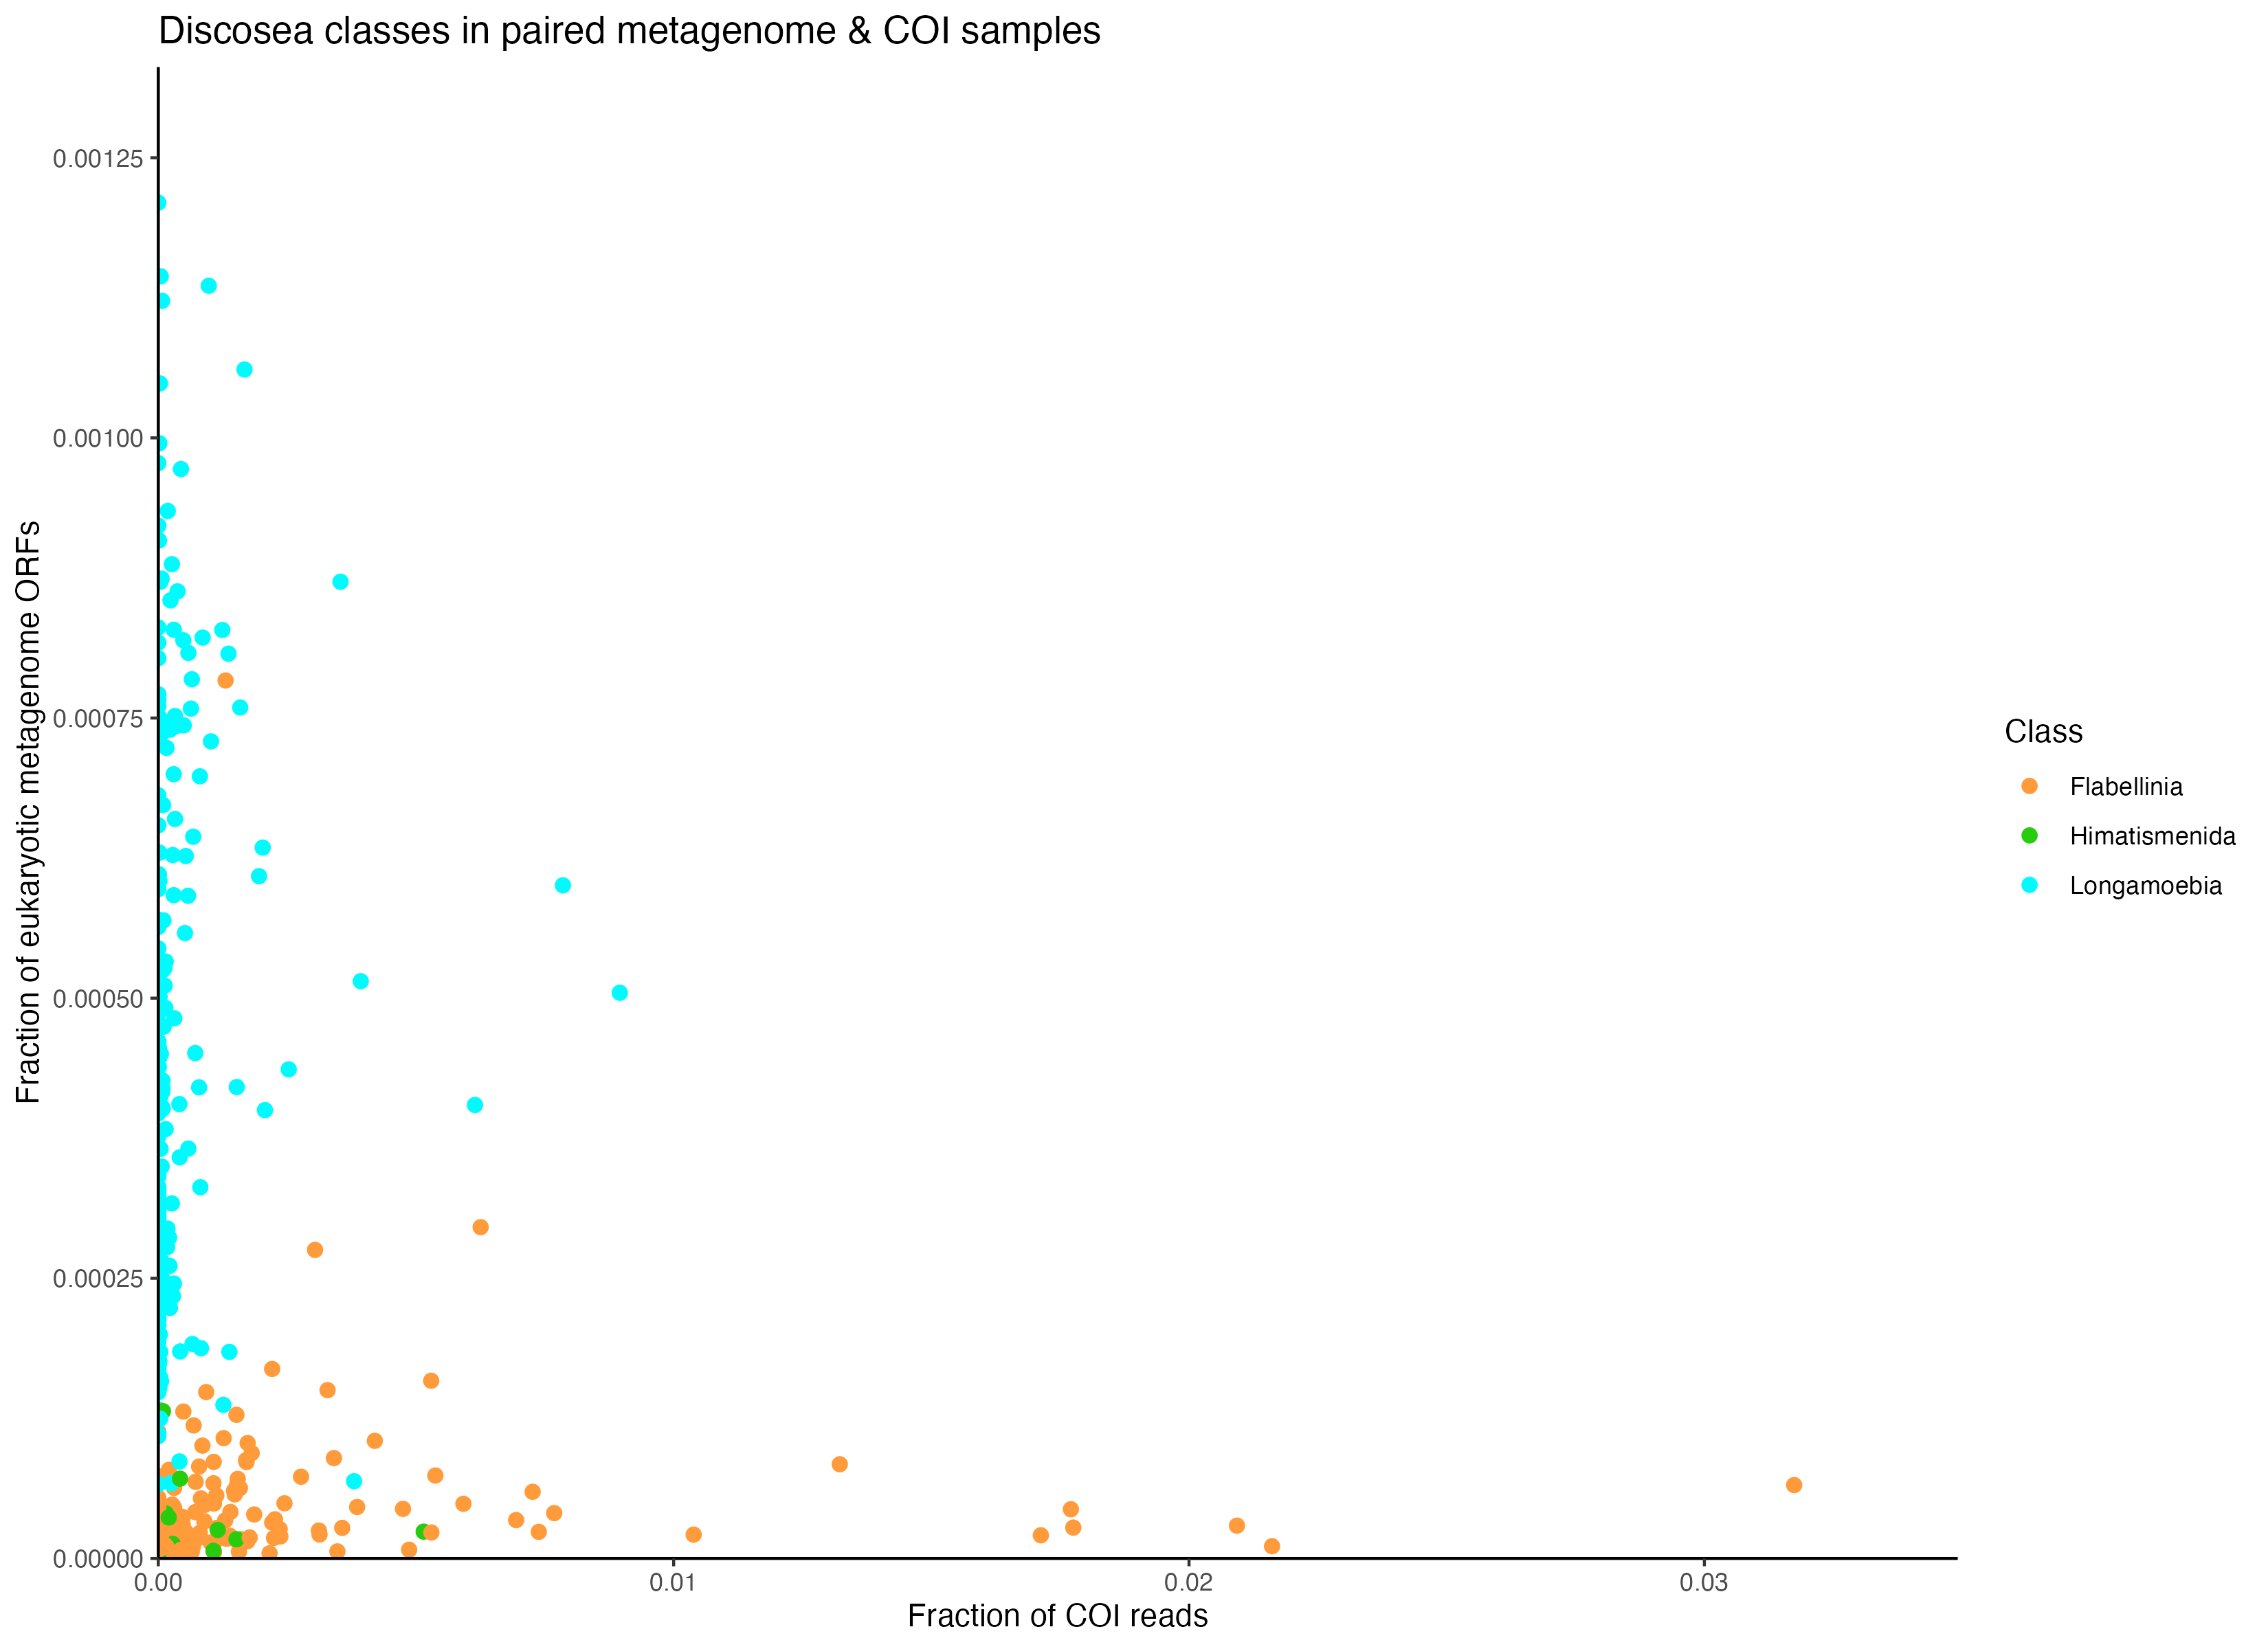 Discosea classes in paired metagenome & COI samples
Fraction of eukaryotic metagenome ORFs
0.00125
0.00100
0.00075
0.00050
0.00025
0.00000
0.00
0.01
0.02
0.03
Fraction of COI reads
Class
Flabellinia
Himatismenida
Longamoebia